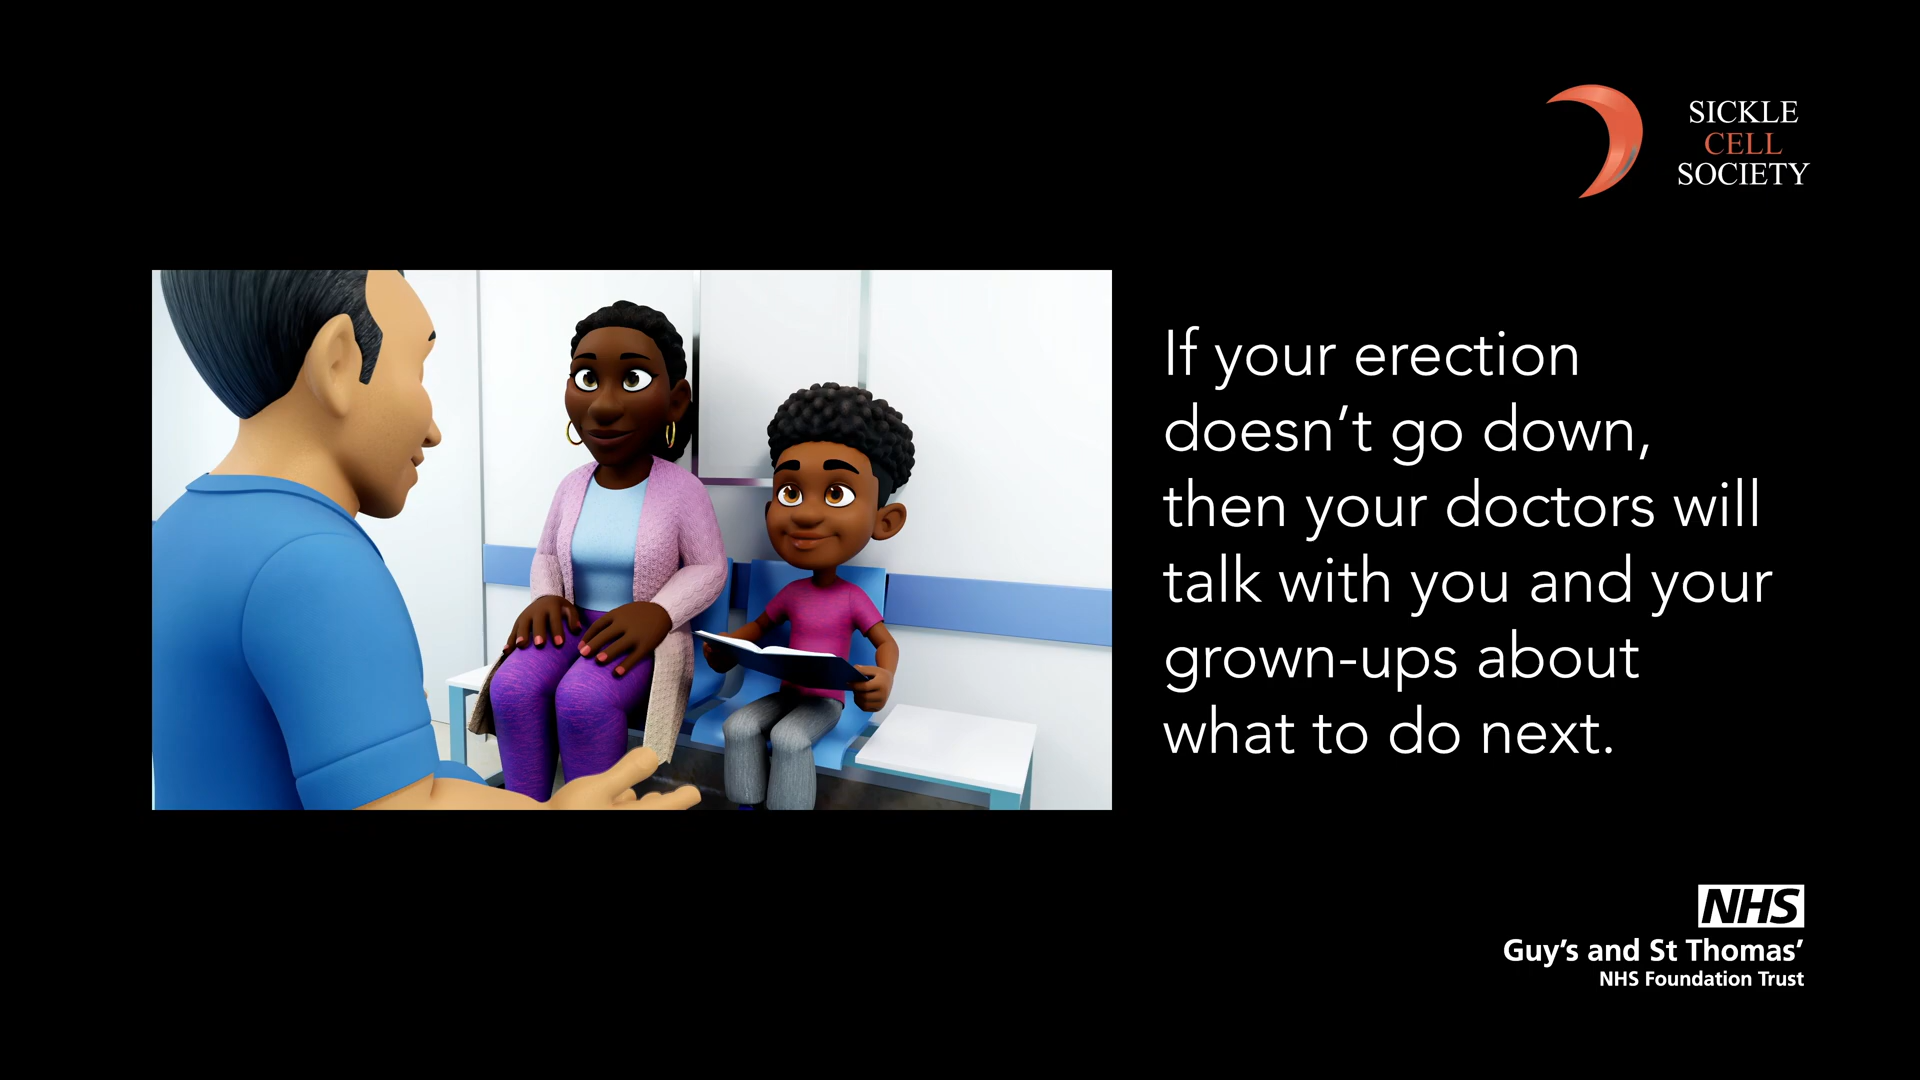 SICKLE
CELL
SOCIETY
If your erection
doesn’t go down,
then your doctors will
talk with you and your
grown-ups about
what to do next.
NHS
Guy’s and St Thomas’
NHS Foundation Trust